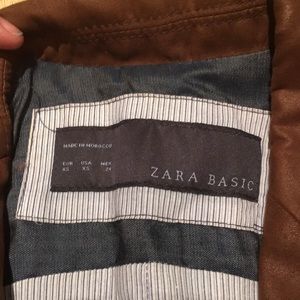 MADE IN MOROCCO
EUR USA MEX
XS XS 24
ZARA BASIC